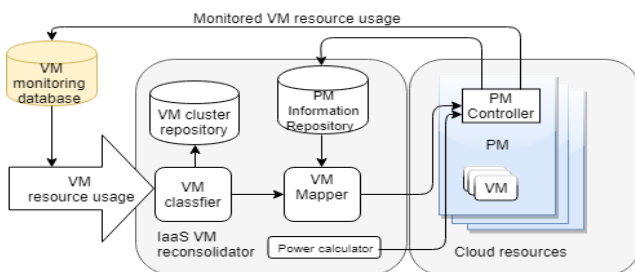 Monitored VM resource usage
VM
monitoring
database
VM cluster
repository
PM
Information
Repository
PM
Controller
PM
VM
VM
resource usage
VM
classfier
VM
Mapper
IaaS VM
reconsolidator
Power calculator
Cloud resources